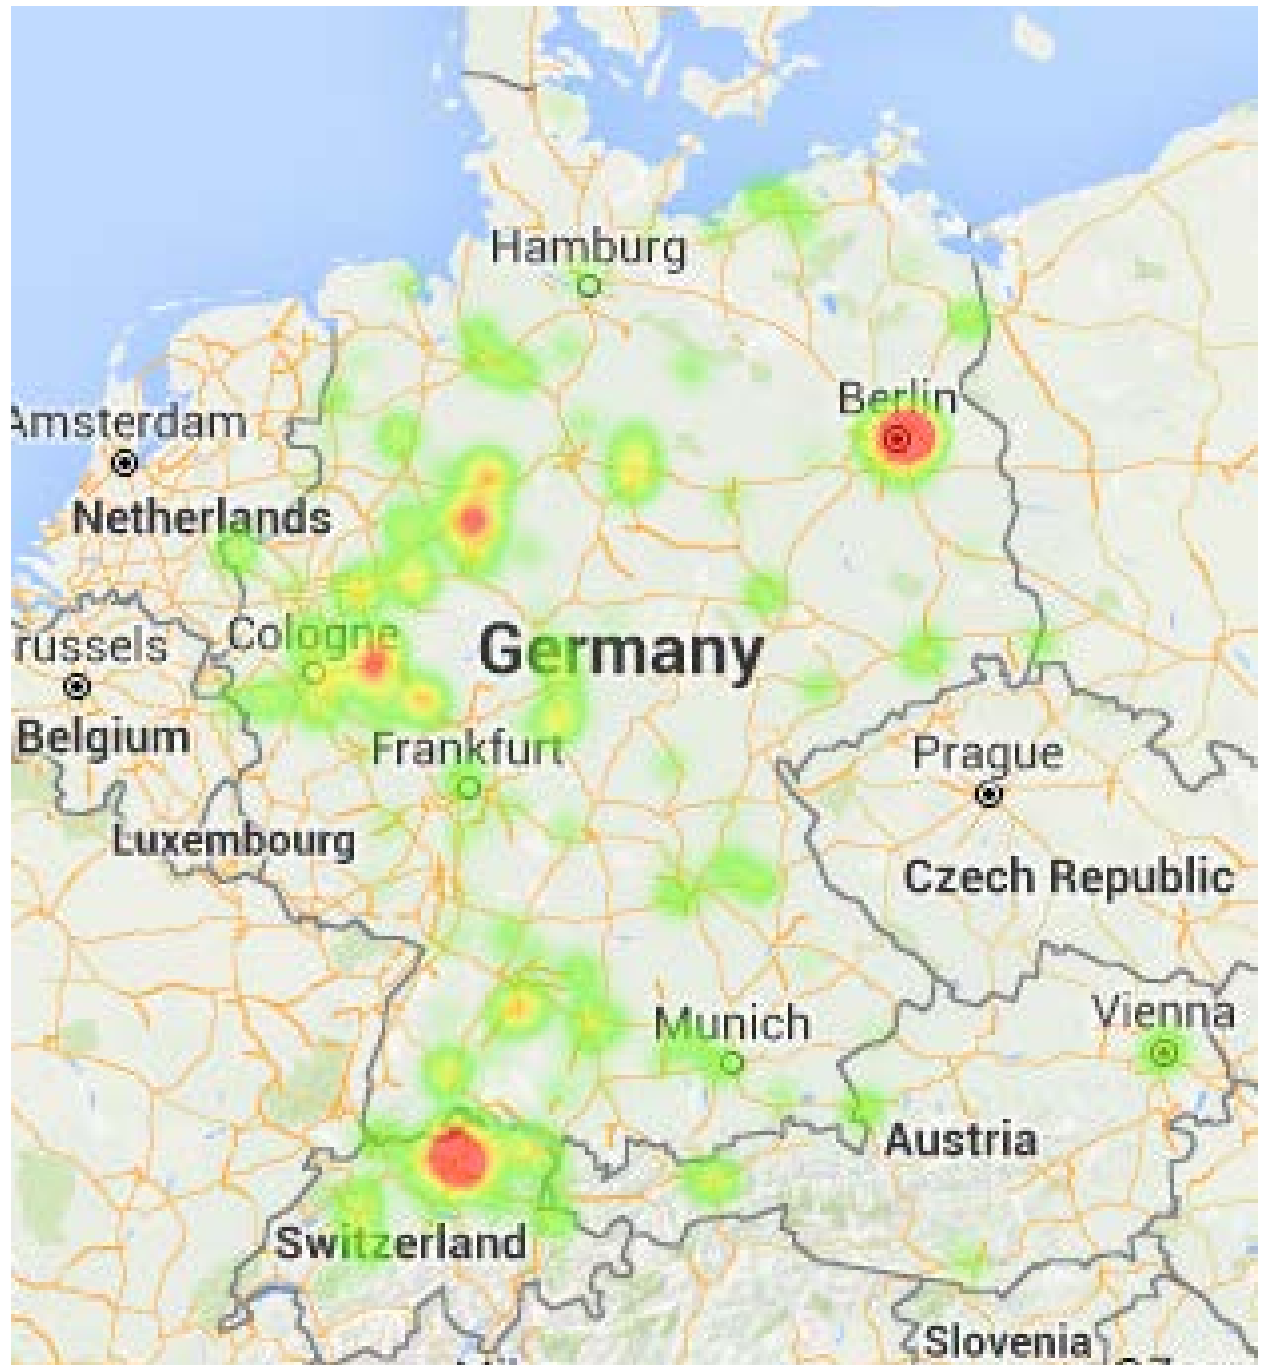 Hamburg
Berlin
Amsterdam
Netherlands
Cologne
russels
Germany
Belgium
Frankfurt
Prague
Luxembourg
Czech Republic
Munich
Vienna
Austria
Switzerland
Slovenia